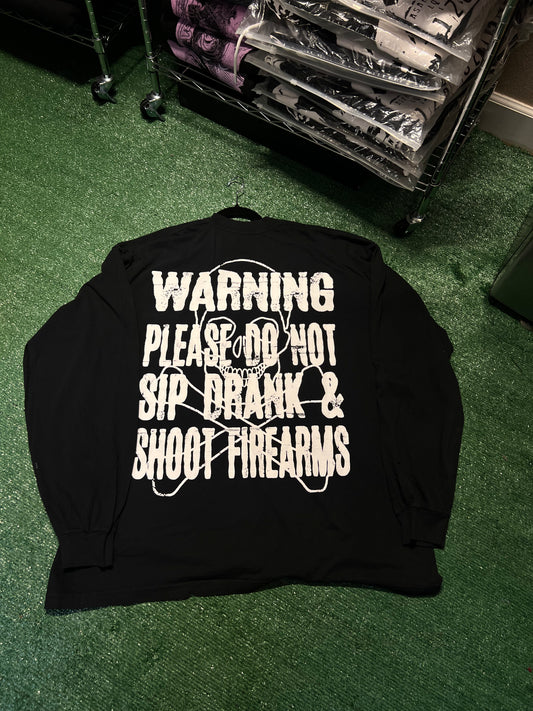 WARNING
PLEASE DO NOT
SIP DRANK &
SHOOT FIREARMS